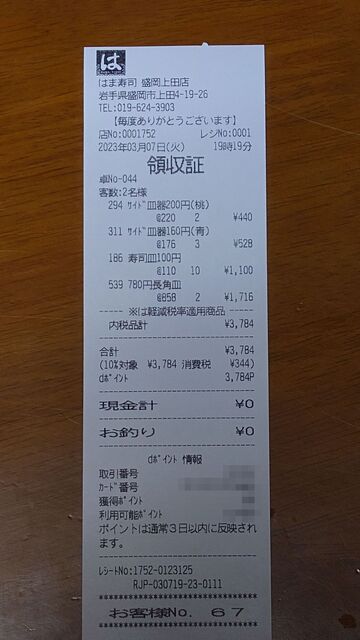 は
はま寿司 盛岡上田店
岩手県盛岡市上田4-19-26
TEL:019-624-3903
【毎度ありがとうございます】
店No:0001752 レジNo:0001
2023年03月07日(火) 19時19分
領収証
卓No-044
客数:2名様
294 ｻｲﾄﾞ皿器200円(桃)
@220 2 ¥440
311 ｻｲﾄﾞ皿器160円(青)
@176 3 ¥528
186 寿司皿100円
@110 10 ¥1,100
539 780円長角皿
@858 2 ¥1,716
------ ※は軽減税率適用商品 ------
内税品計 ¥3,784
合計 ¥3,784
(10%対象 ¥3,784 消費税 ¥344)
dﾎﾟｲﾝﾄ 3,784P
現金計 ¥0
お釣り ¥0
dﾎﾟｲﾝﾄ 情報
取引番号
ｶｰﾄﾞ番号
獲得ﾎﾟｲﾝﾄ
利用可能ﾎﾟｲﾝﾄ
ポイントは通常３日以内に反映され
ます。
ﾚｼｰﾄNo:1752-0123125
RJP-030719-23-0111
お客様No. 67